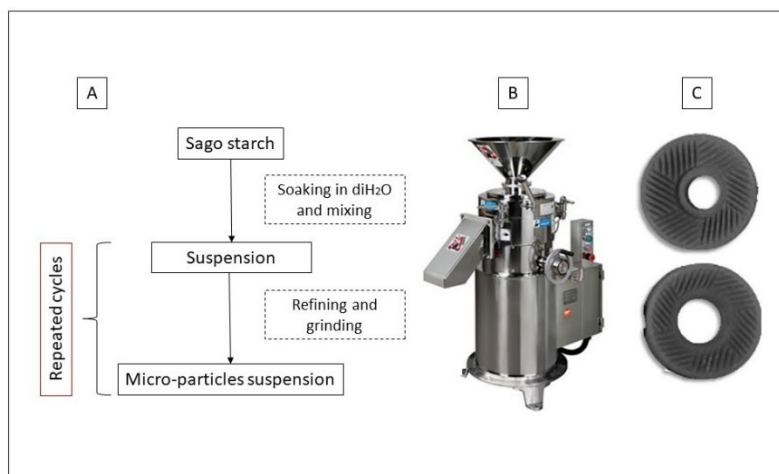 A
B
C
Sago starch
Soaking in diH2O
and mixing
Suspension
Refining and
grinding
Micro-particles suspension
Repeated cycles